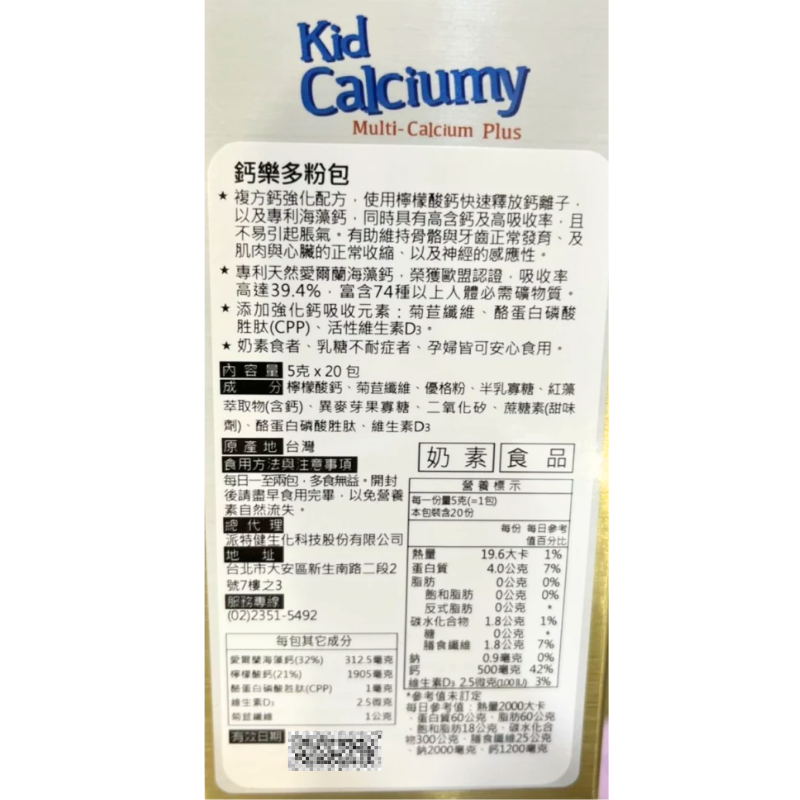 Kid
Calciumy
Multi-Calcium Plus
鈣樂多粉包
★ 複方鈣強化配方，使用檸檬酸鈣快速釋放鈣離子，
以及專利海藻鈣，同時具有高含鈣及高吸收率，且
不易引起脹氣。有助維持骨骼與牙齒正常發育、及
肌肉與心臟的正常收縮、以及神經的感應性。
★ 專利天然愛爾蘭海藻鈣，榮獲歐盟認證，吸收率
高達39.4%，富含74種以上人體必需礦物質。
★ 添加強化鈣吸收元素：菊苣纖維、酪蛋白磷酸
胜肽(CPP)、活性維生素D3。
★ 奶素食者、乳糖不耐症者、孕婦皆可安心食用。
內容量 5克 x 20 包
成分 檸檬酸鈣、菊苣纖維、優格粉、半乳寡糖、紅藻
萃取物(含鈣)、異麥芽果寡糖、二氧化矽、蔗糖素(甜味
劑)、酪蛋白磷酸胜肽、維生素D3
原產地 台灣
食用方法與注意事項
每日一至兩包，多食無益。開封
後請盡早食用完畢，以免營養
素自然流失。
總代理
派特健生化科技股份有限公司
地址
台北市大安區新生南路二段2
號7樓之3
服務專線
(02)2351-5492
每包其它成分
愛爾蘭海藻鈣(32%) 312.5毫克
檸檬酸鈣(21%) 1905毫克
酪蛋白磷酸胜肽(CPP) 1毫克
維生素D3 2.5微克
菊苣纖維 1公克
有效日期
奶素 食品
營養標示
每一份量5克(=1包)
本包裝含20份
每份 每日參考
值百分比
熱量 19.6大卡 1%
蛋白質 4.0公克 7%
脂肪 0公克 0%
飽和脂肪 0公克 0%
反式脂肪 0公克 *
碳水化合物 1.8公克 1%
糖 0公克 *
膳食纖維 1.8公克 7%
鈉 0.9毫克 0%
鈣 500毫克 42%
維生素D3 2.5微克(100IU) 3%
*參考值未訂定
每日參考值：熱量2000大卡
、蛋白質60公克、脂肪60公克
、飽和脂肪18公克、碳水化合
物300公克、膳食纖維25公克
、鈉2000毫克、鈣1200毫克